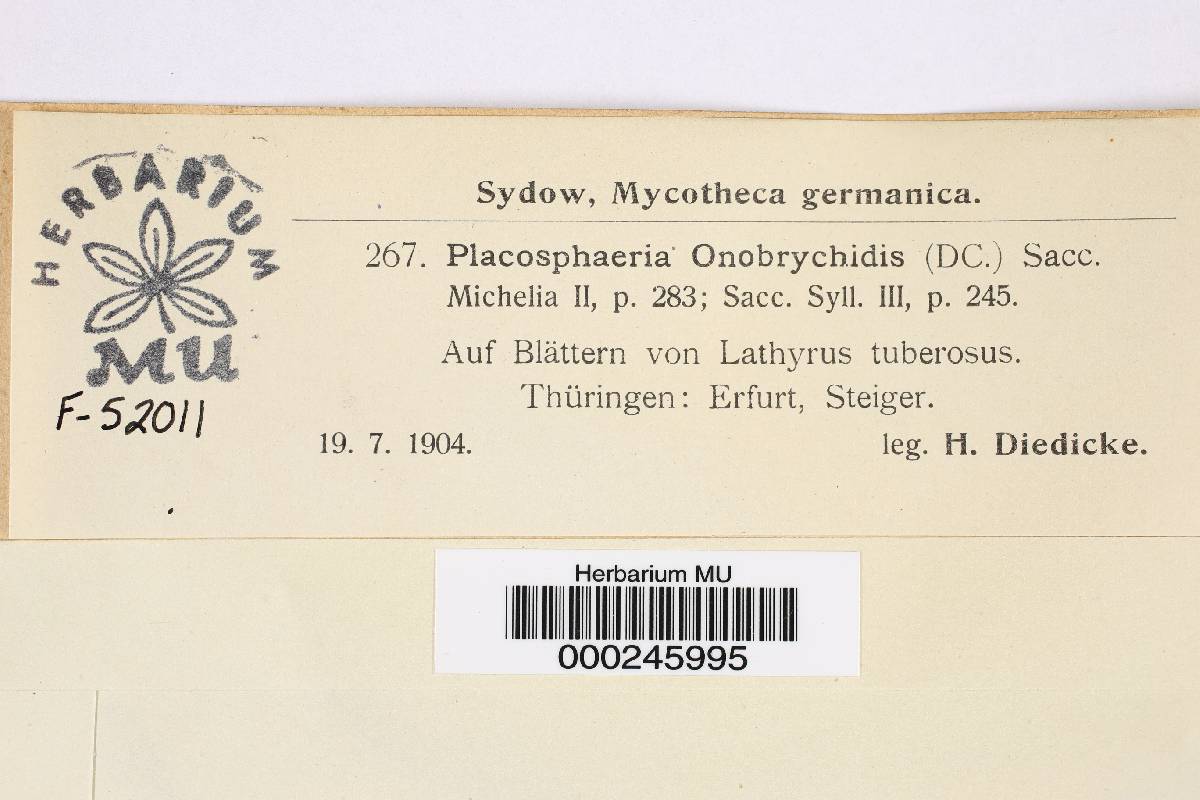 HERBARIUM
MU
F-52011
Sydow, Mycotheca germanica.
267. Placosphaeria Onobrychidis (DC.) Sacc.
Michelia II, p. 283; Sacc. Syll. III, p. 245.
Auf Blättern von Lathyrus tuberosus.
Thüringen: Erfurt, Steiger.
19. 7. 1904. leg. H. Diedicke.
Herbarium MU
000245995